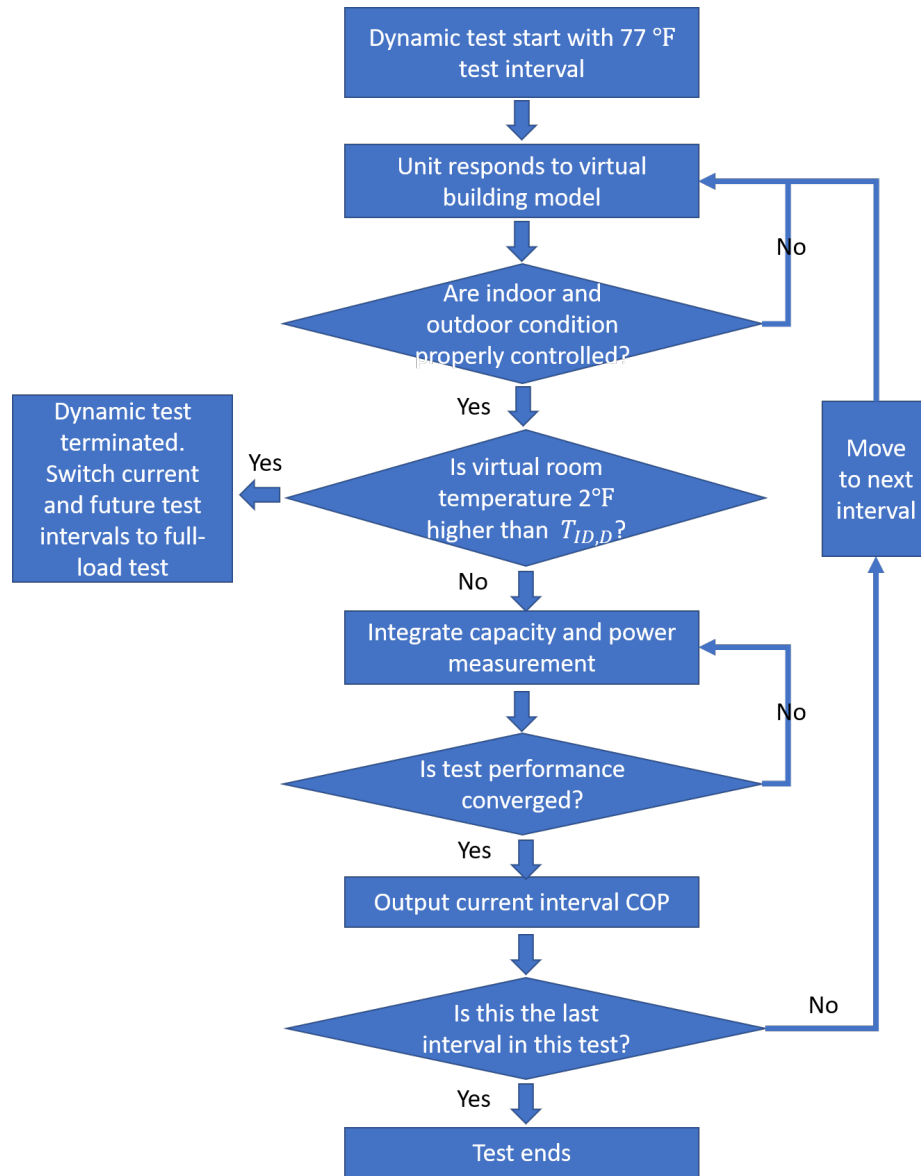 Dynamic test start with 77 °F
test interval
Unit responds to virtual
building model
No
Are indoor and
outdoor condition
properly controlled?
Yes
Dynamic test
terminated.
Switch current
and future test
intervals to full-
load test
Yes
Is virtual room
temperature 2°F
higher than T_{ID,D}?
Move
to next
interval
No
Integrate capacity and power
measurement
No
Is test performance
converged?
Yes
Output current interval COP
Is this the last
interval in this test?
No
Yes
Test ends